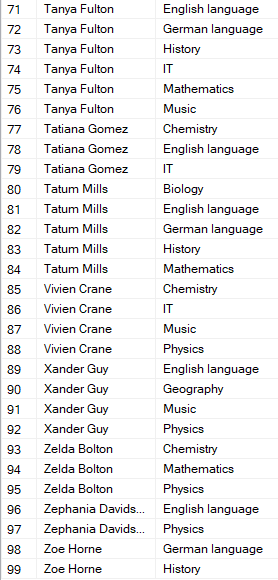 71 Tanya Fulton English language
72 Tanya Fulton German language
73 Tanya Fulton History
74 Tanya Fulton IT
75 Tanya Fulton Mathematics
76 Tanya Fulton Music
77 Tatiana Gomez Chemistry
78 Tatiana Gomez English language
79 Tatiana Gomez IT
80 Tatum Mills Biology
81 Tatum Mills English language
82 Tatum Mills German language
83 Tatum Mills History
84 Tatum Mills Mathematics
85 Vivien Crane Chemistry
86 Vivien Crane IT
87 Vivien Crane Music
88 Vivien Crane Physics
89 Xander Guy English language
90 Xander Guy Geography
91 Xander Guy Music
92 Xander Guy Physics
93 Zelda Bolton Chemistry
94 Zelda Bolton Mathematics
95 Zelda Bolton Physics
96 Zephania Davids... English language
97 Zephania Davids... Physics
98 Zoe Horne German language
99 Zoe Horne History